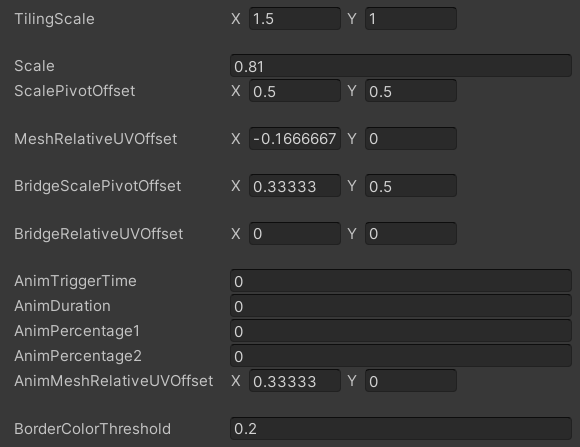 TilingScale X 1.5 Y 1
Scale 0.81
ScalePivotOffset X 0.5 Y 0.5
MeshRelativeUVOffset X -0.1666667 Y 0
BridgeScalePivotOffset X 0.33333 Y 0.5
BridgeRelativeUVOffset X 0 Y 0
AnimTriggerTime 0
AnimDuration 0
AnimPercentage1 0
AnimPercentage2 0
AnimMeshRelativeUVOffset X 0.33333 Y 0
BorderColorThreshold 0.2